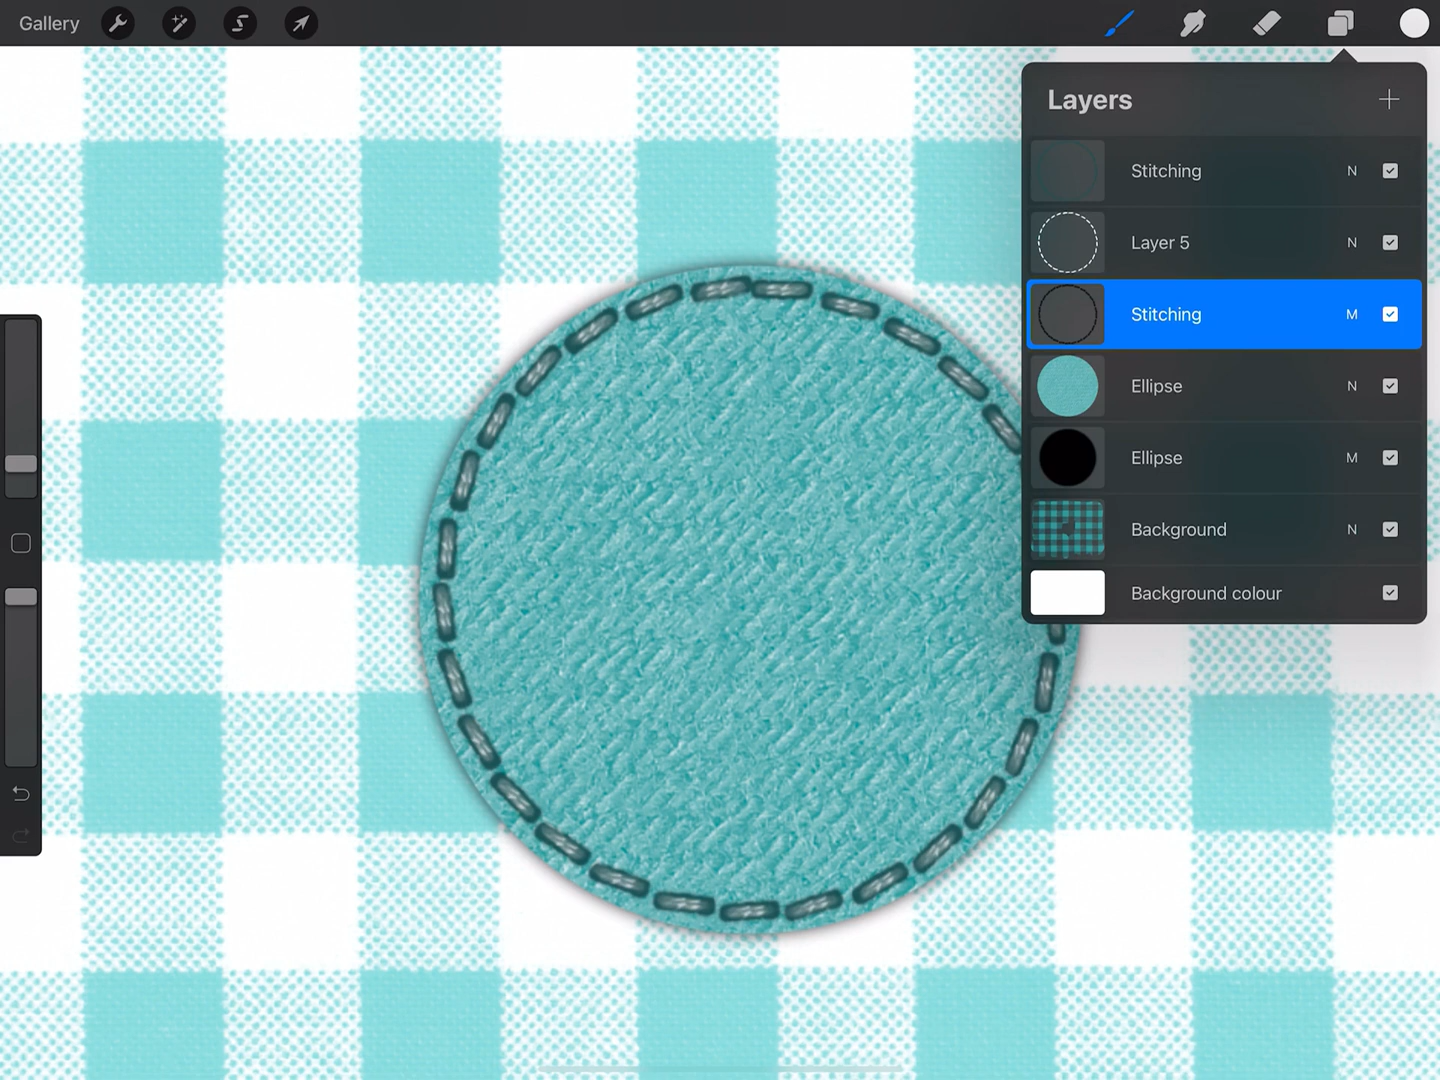 Gallery
Layers
Stitching N
Layer 5 N
Stitching M
Ellipse N
Ellipse M
Background N
Background colour